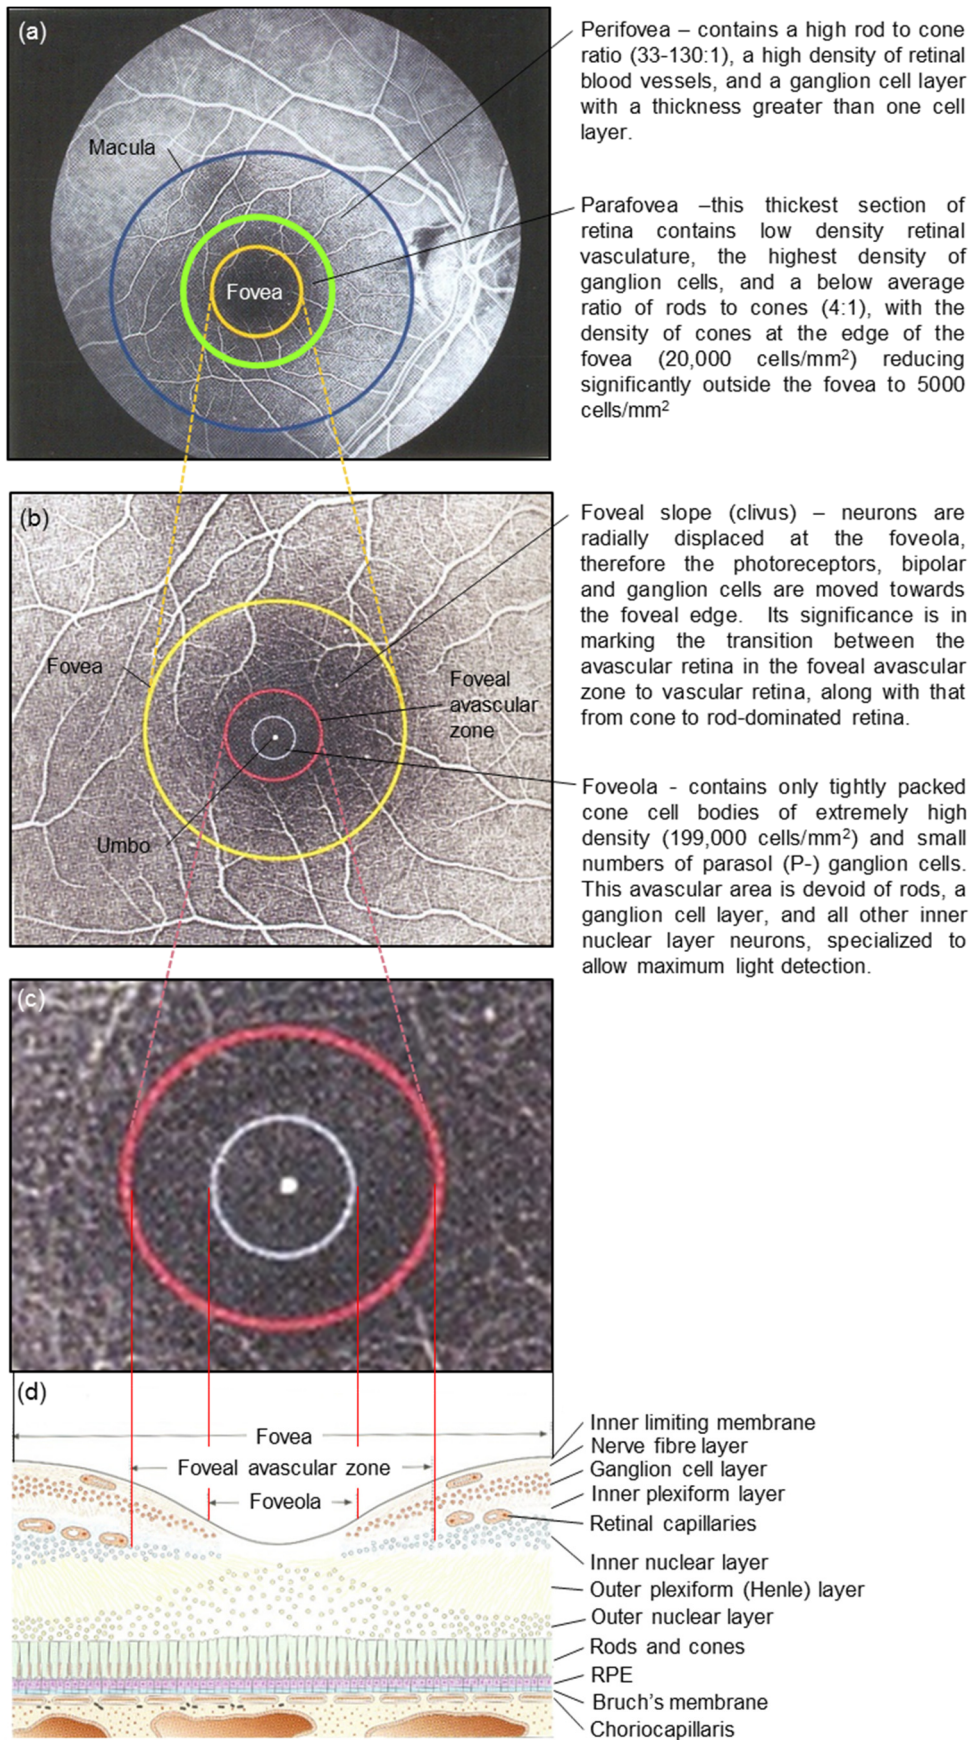 (a)
Macula
Fovea
Perifovea – contains a high rod to cone
ratio (33-130:1), a high density of retinal
blood vessels, and a ganglion cell layer
with a thickness greater than one cell
layer.
Parafovea –this thickest section of
retina contains low density retinal
vasculature, the highest density of
ganglion cells, and a below average
ratio of rods to cones (4:1), with the
density of cones at the edge of the
fovea (20,000 cells/mm²) reducing
significantly outside the fovea to 5000
cells/mm²
(b)
Fovea
Foveal
avascular
zone
Umbo
Foveal slope (clivus) – neurons are
radially displaced at the foveola,
therefore the photoreceptors, bipolar
and ganglion cells are moved towards
the foveal edge. Its significance is in
marking the transition between the
avascular retina in the foveal avascular
zone to vascular retina, along with that
from cone to rod-dominated retina.
Foveola - contains only tightly packed
cone cell bodies of extremely high
density (199,000 cells/mm²) and small
numbers of parasol (P-) ganglion cells.
This avascular area is devoid of rods, a
ganglion cell layer, and all other inner
nuclear layer neurons, specialized to
allow maximum light detection.
(c)
(d)
Fovea
Foveal avascular zone
Foveola
Inner limiting membrane
Nerve fibre layer
Ganglion cell layer
Inner plexiform layer
Retinal capillaries
Inner nuclear layer
Outer plexiform (Henle) layer
Outer nuclear layer
Rods and cones
RPE
Bruch's membrane
Choriocapillaris